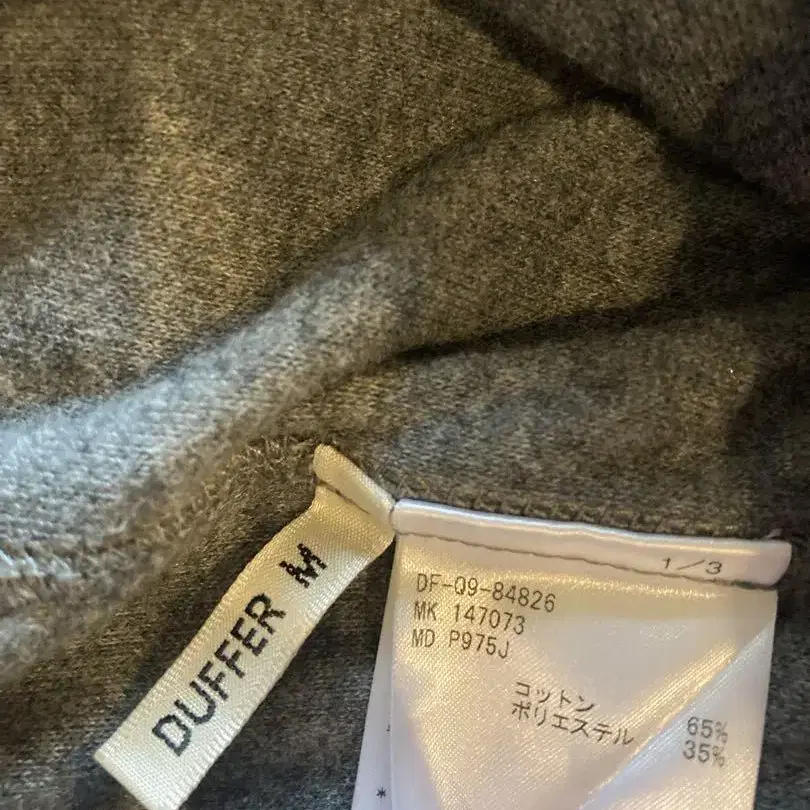 DUFFER M
1/3
DF-Q9-84826
MK 147073
MD P975J
コットン 65%
ポリエステル 35%
*